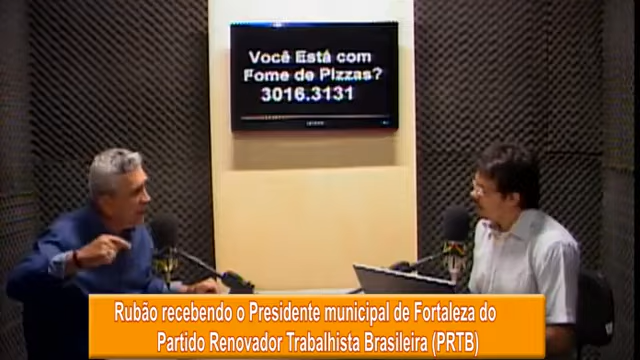 Você Está com
Fome de Pizzas?
3016.3131
Rubão recebendo o Presidente municipal de Fortaleza do
Partido Renovador Trabalhista Brasileira (PRTB)